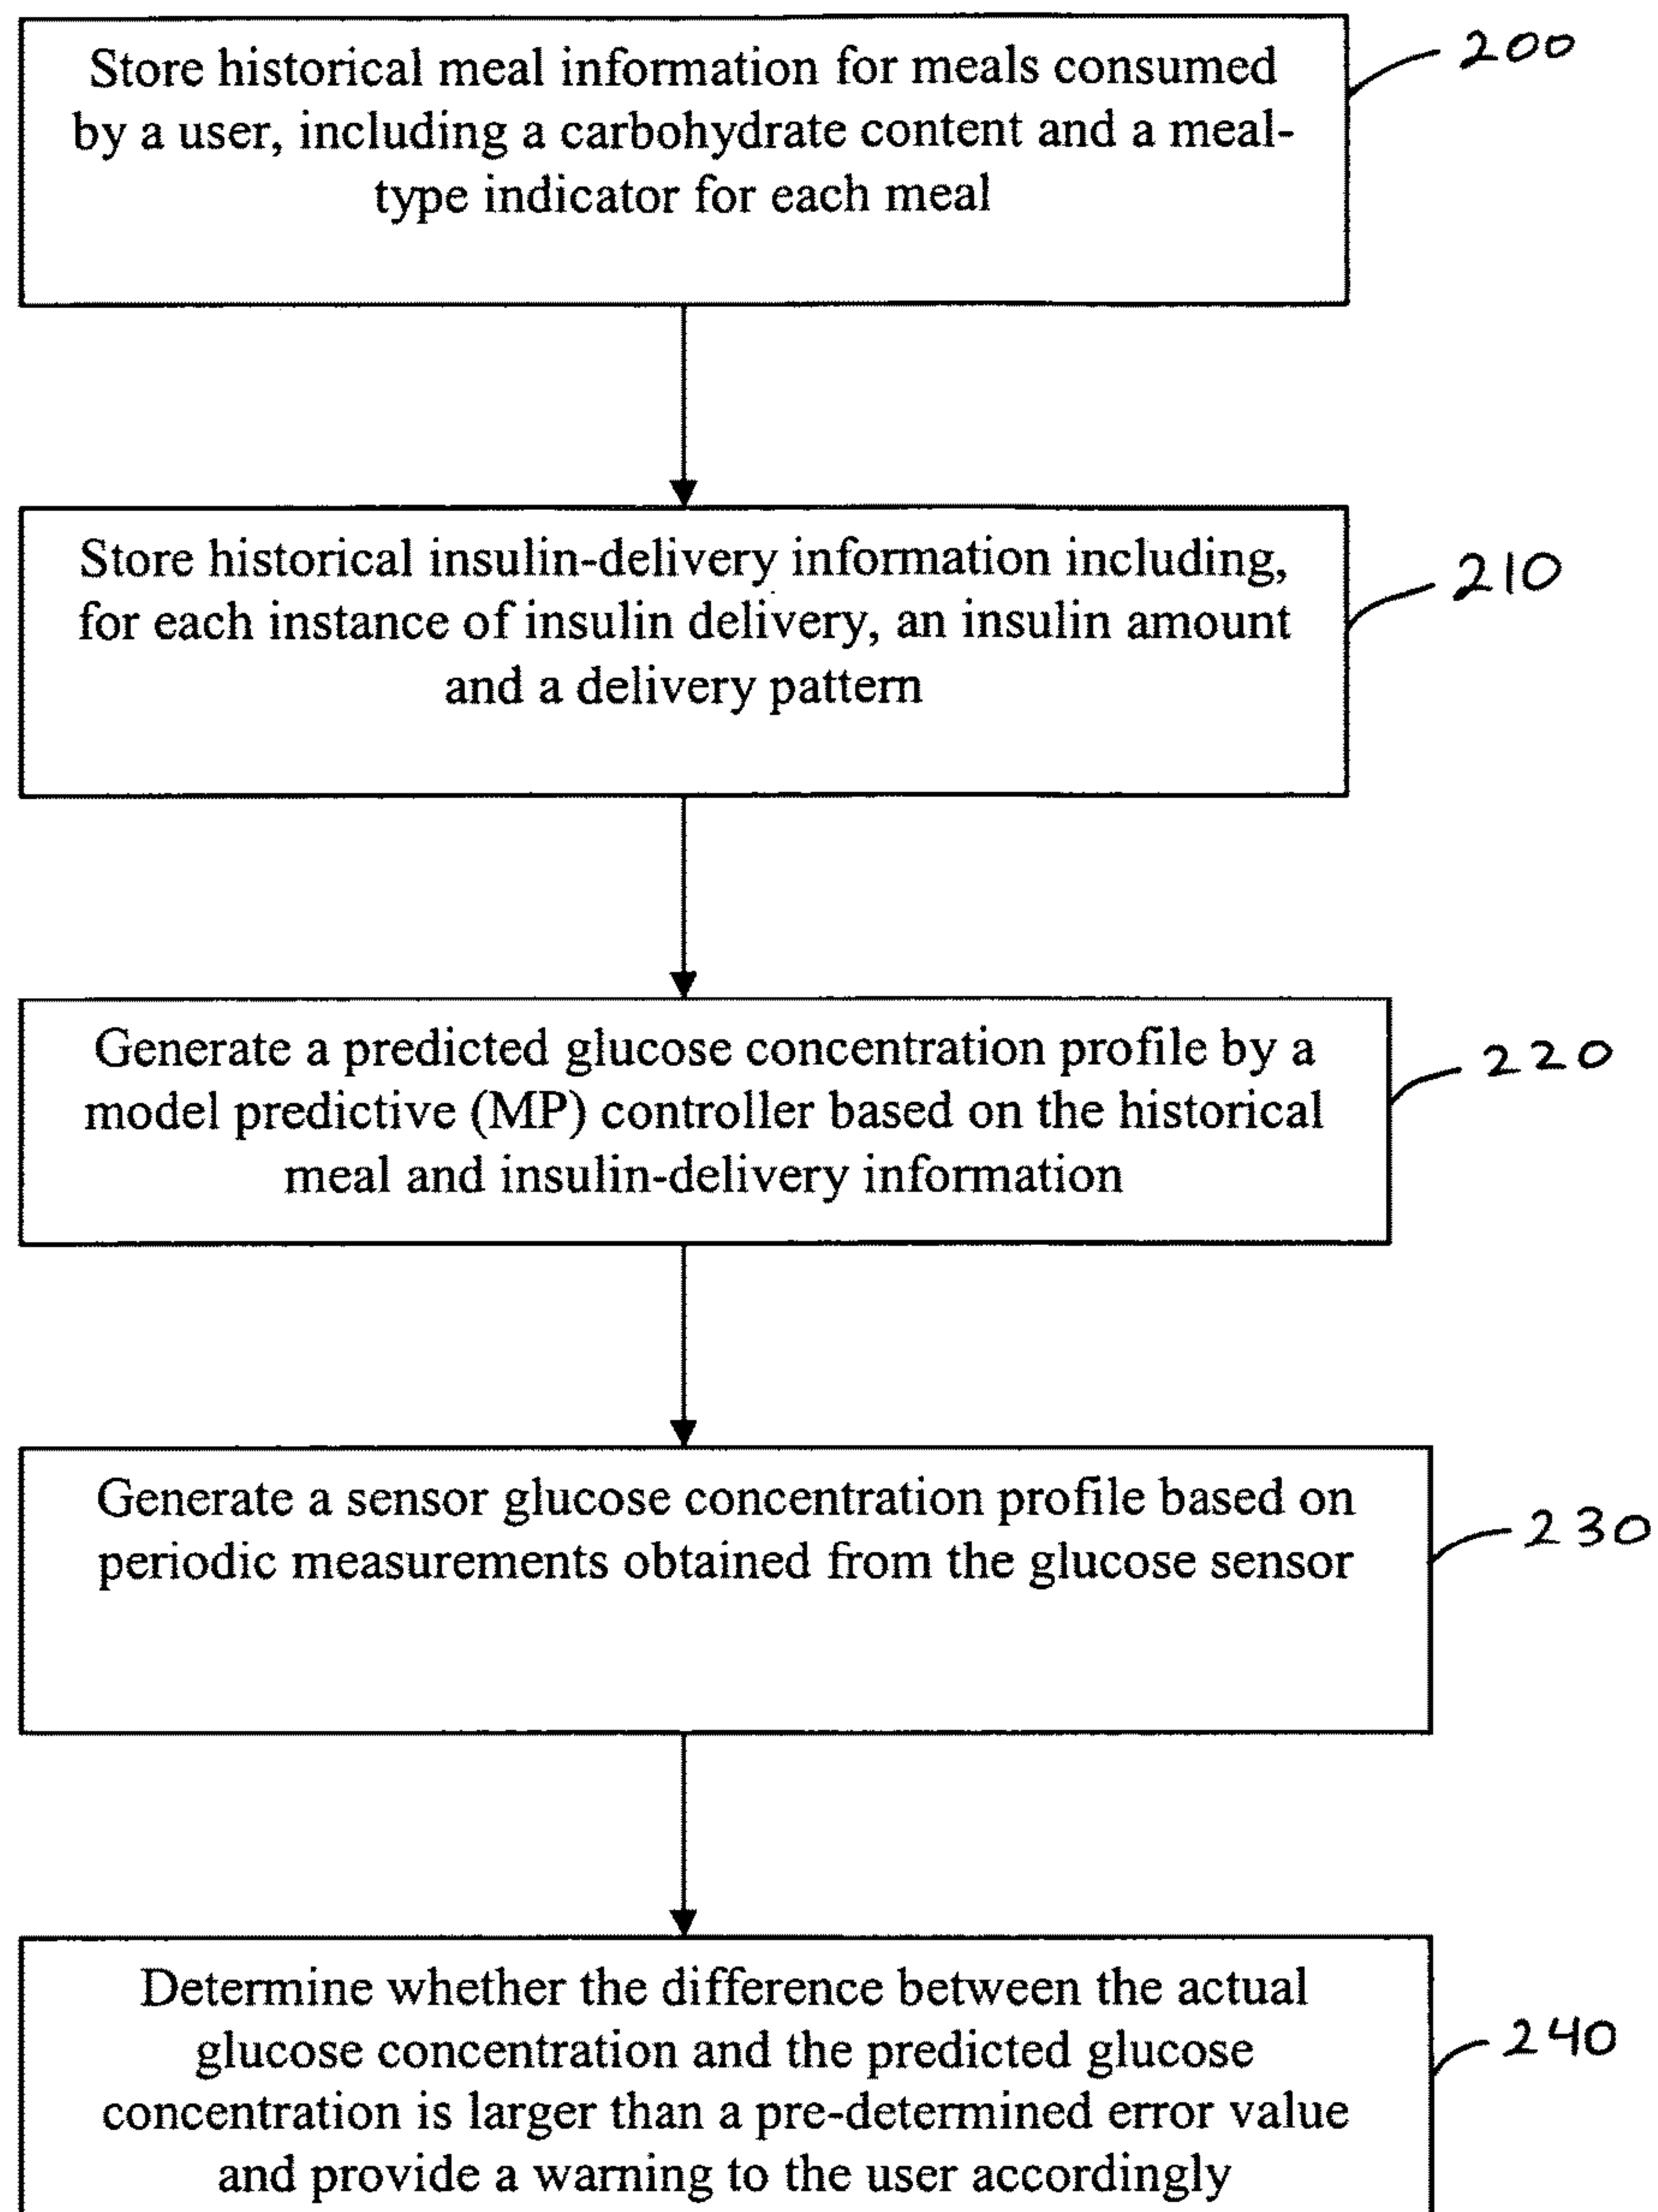 Store historical meal information for meals consumed
by a user, including a carbohydrate content and a meal-
type indicator for each meal
200
Store historical insulin-delivery information including,
for each instance of insulin delivery, an insulin amount
and a delivery pattern
210
Generate a predicted glucose concentration profile by a
model predictive (MP) controller based on the historical
meal and insulin-delivery information
220
Generate a sensor glucose concentration profile based on
periodic measurements obtained from the glucose sensor
230
Determine whether the difference between the actual
glucose concentration and the predicted glucose
concentration is larger than a pre-determined error value
and provide a warning to the user accordingly
240